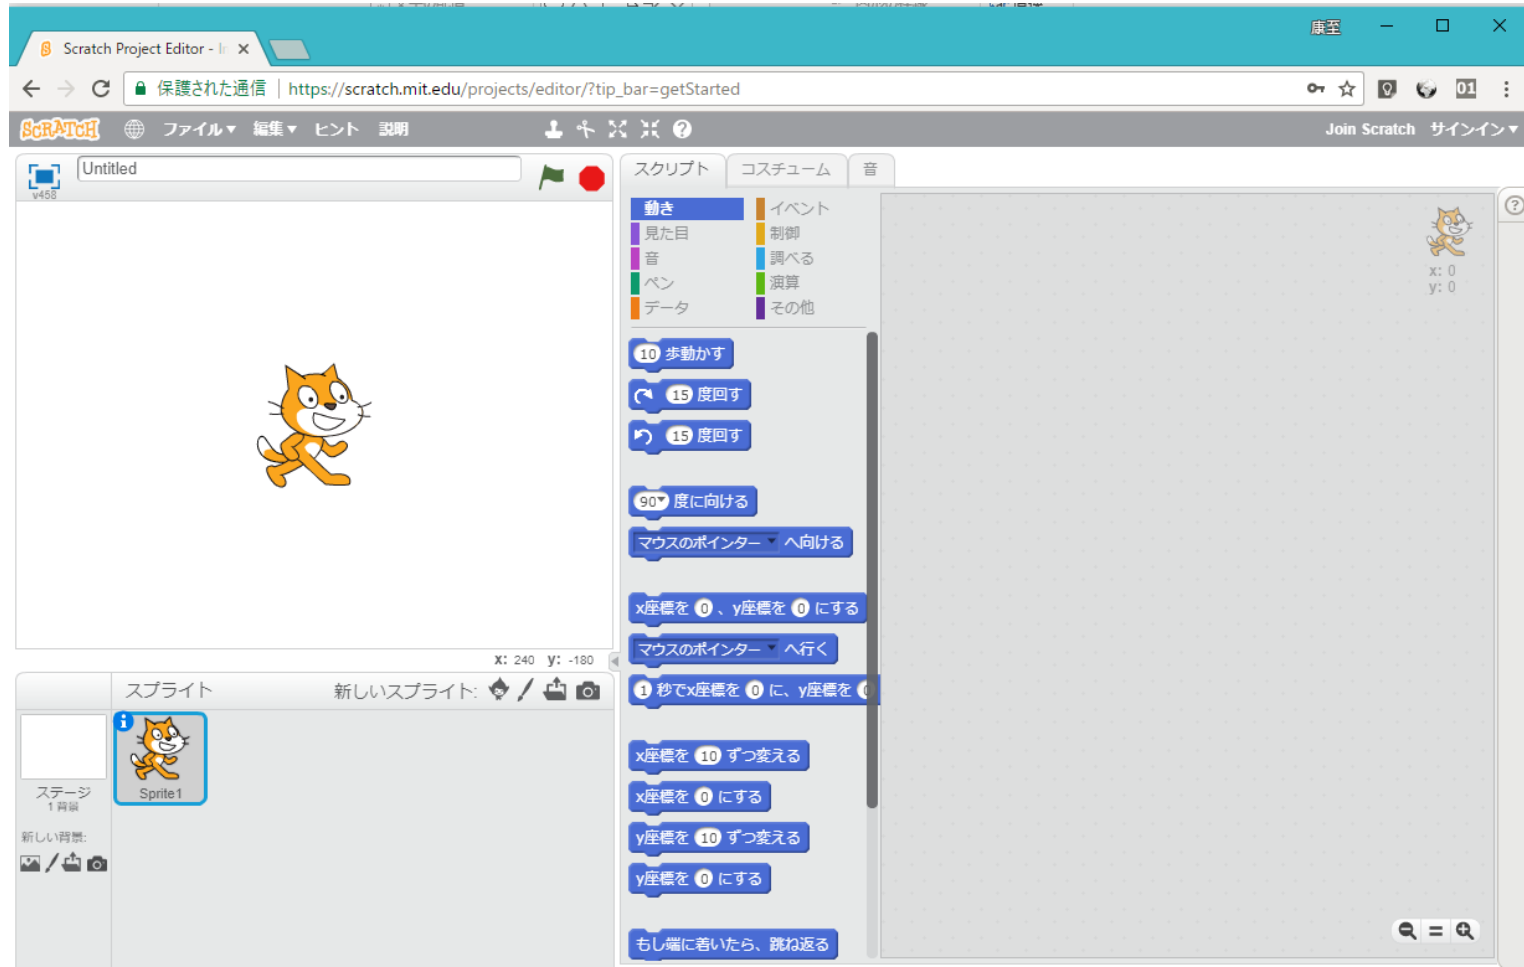 康至
Scratch Project Editor - I
保護された通信 https://scratch.mit.edu/projects/editor/?tip_bar=getStarted
01
SCRATCH ファイル 編集 ヒント 説明 Join Scratch サインイン
Untitled
v458
スクリプト コスチューム 音
動き イベント
見た目 制御
音 調べる
ペン 演算
データ その他
x: 0
y: 0
10 歩動かす
15 度回す
15 度回す
90 度に向ける
マウスのポインター へ向ける
x座標を 0 、y座標を 0 にする
マウスのポインター へ行く
1 秒でx座標を 0 に、y座標を 0
x座標を 10 ずつ変える
x座標を 0 にする
y座標を 10 ずつ変える
y座標を 0 にする
もし端に着いたら、跳ね返る
X: 240 y: -180
スプライト 新しいスプライト:
Sprite1
ステージ
1 背景
新しい背景: